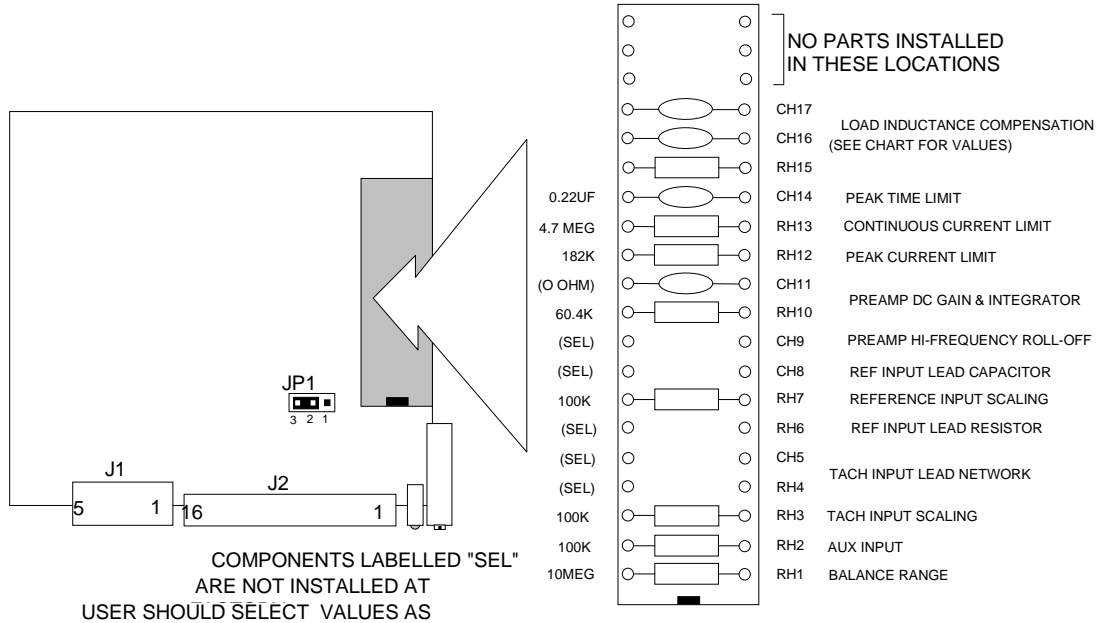 NO PARTS INSTALLED
IN THESE LOCATIONS
CH17
CH16
LOAD INDUCTANCE COMPENSATION
(SEE CHART FOR VALUES)
RH15
0.22UF CH14 PEAK TIME LIMIT
4.7 MEG RH13 CONTINUOUS CURRENT LIMIT
182K RH12 PEAK CURRENT LIMIT
(O OHM) CH11
PREAMP DC GAIN & INTEGRATOR
60.4K RH10
(SEL) CH9 PREAMP HI-FREQUENCY ROLL-OFF
(SEL) CH8 REF INPUT LEAD CAPACITOR
100K RH7 REFERENCE INPUT SCALING
(SEL) RH6 REF INPUT LEAD RESISTOR
(SEL) CH5
TACH INPUT LEAD NETWORK
(SEL) RH4
100K RH3 TACH INPUT SCALING
100K RH2 AUX INPUT
10MEG RH1 BALANCE RANGE
JP1
3 2 1
J1
5 1
J2
16 1
COMPONENTS LABELLED "SEL"
ARE NOT INSTALLED AT
USER SHOULD SELECT VALUES AS